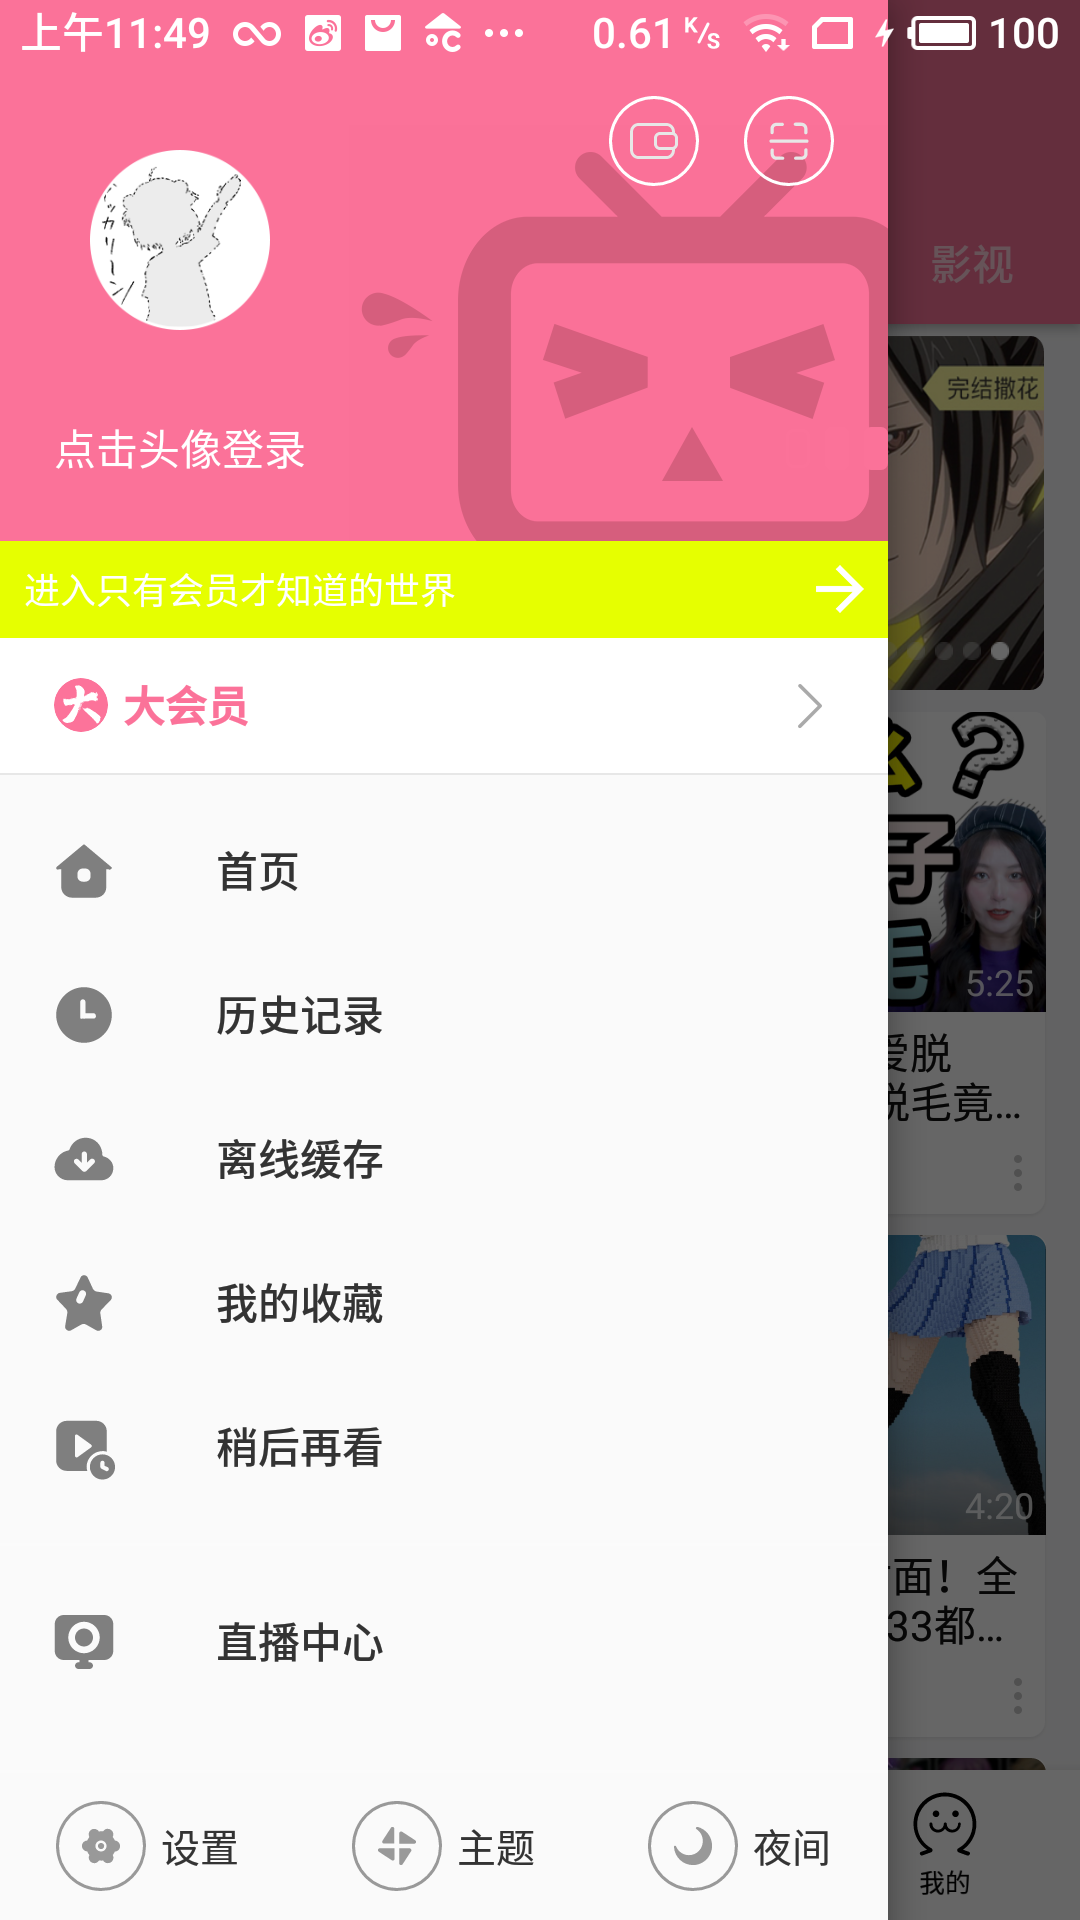 上午11:49
0.61 K/s
100
影视
完结撒花
点击头像登录
进入只有会员才知道的世界
大 大会员
5:25
首页
历史记录
爱脱
脱毛竟...
离线缓存
我的收藏
稍后再看
4:20
面！全
33都...
直播中心
设置
主题
夜间
我的